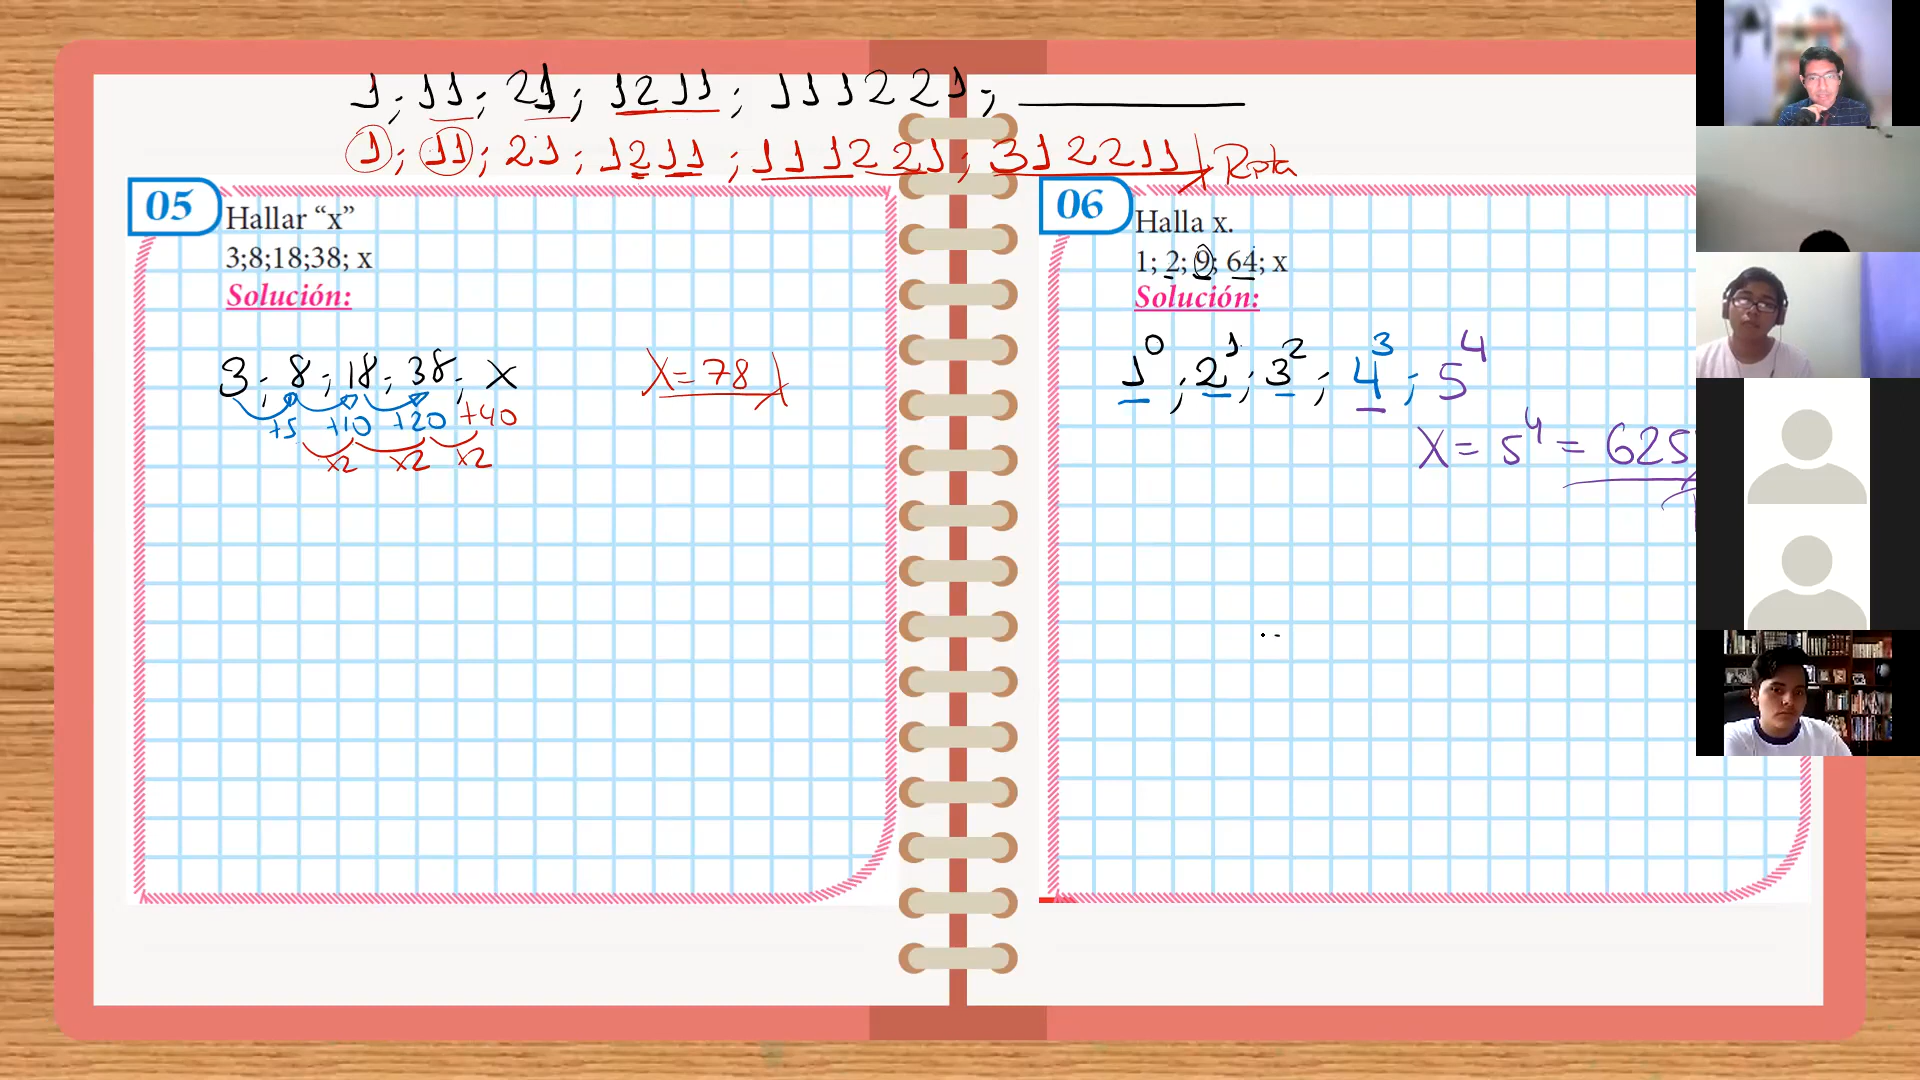 1; 11; 21; 1211; 111221; ________
1; 11; 21; 1211; 111221; 312211 Rpta
05
Hallar “x”
3;8;18;38; x
Solución:
3; 8; 18; 38; x
+5 +10 +20 +40
x2 x2 x2
X = 78
06
Halla x.
1; 2; 9; 64; x
Solución:
1⁰; 2¹; 3²; 4³; 5⁴
X = 5⁴ = 625